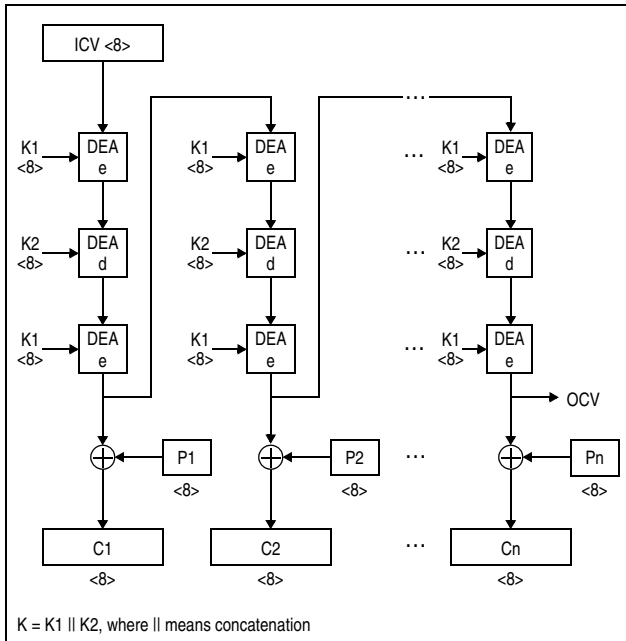 ICV <8>
...
K1 <8> DEA e K1 <8> DEA e ... K1 <8> DEA e
K2 <8> DEA d K2 <8> DEA d ... K2 <8> DEA d
K1 <8> DEA e K1 <8> DEA e ... K1 <8> DEA e
OCV
P1 P2 ... Pn
<8> <8> <8>
C1 C2 ... Cn
<8> <8> <8>
K = K1 || K2, where || means concatenation